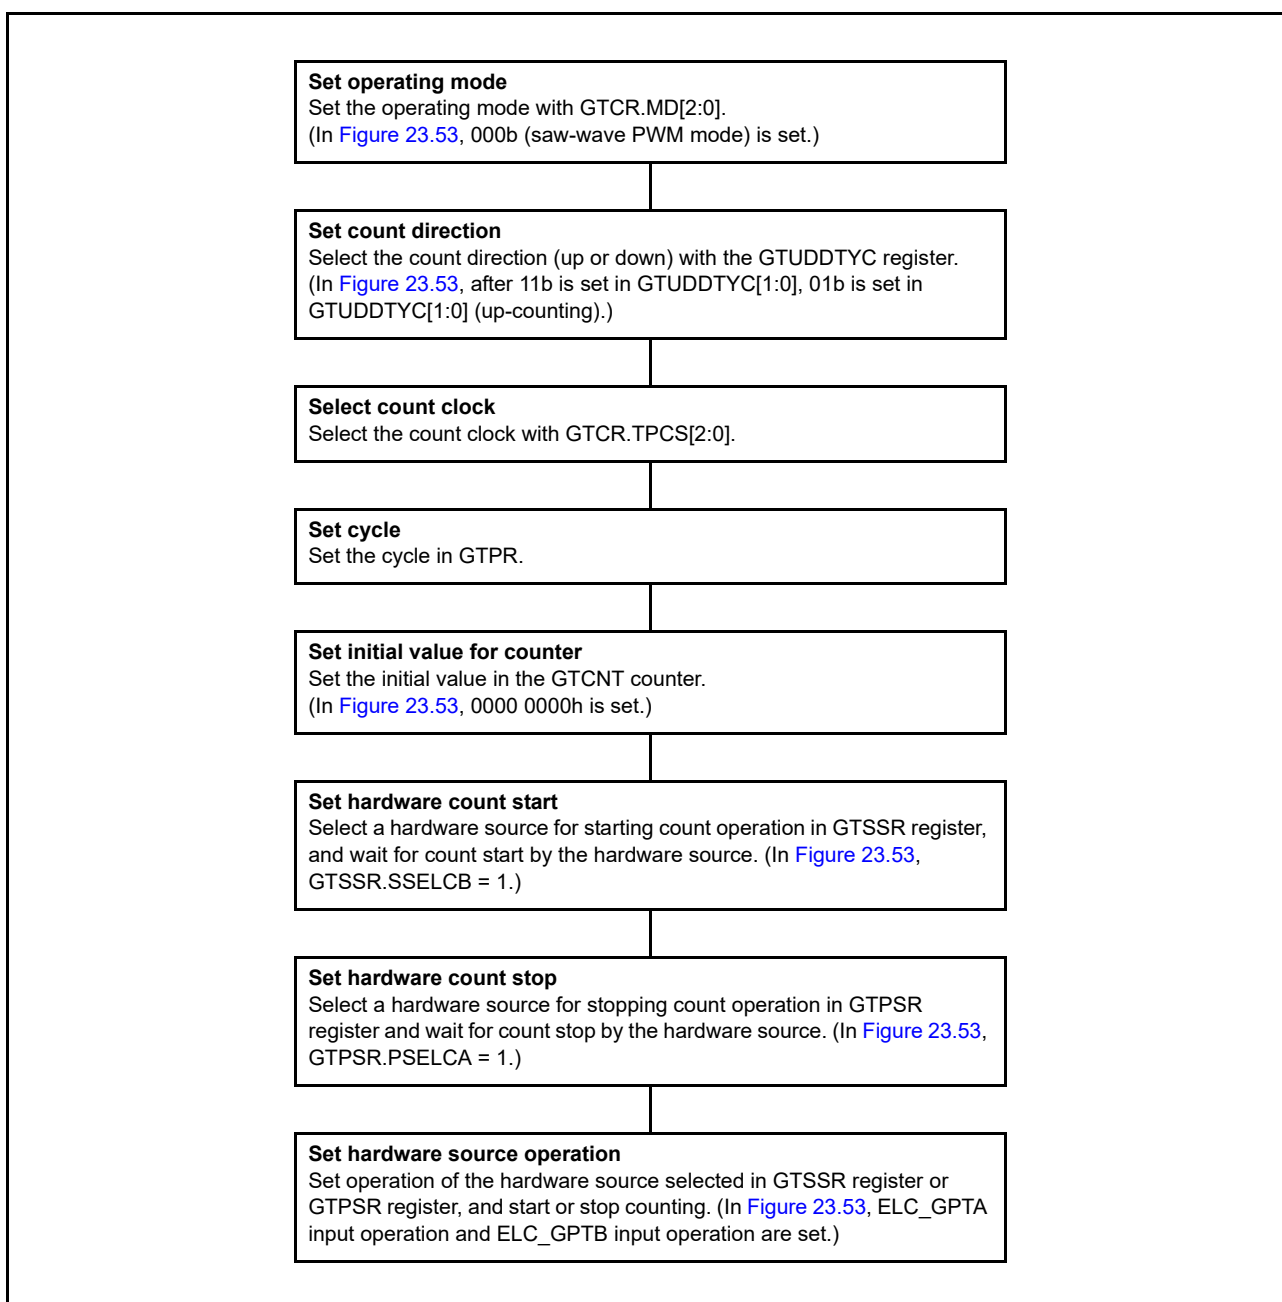 Set operating mode
Set the operating mode with GTCR.MD[2:0].
(In Figure 23.53, 000b (saw-wave PWM mode) is set.)
Set count direction
Select the count direction (up or down) with the GTUDDTYC register.
(In Figure 23.53, after 11b is set in GTUDDTYC[1:0], 01b is set in
GTUDDTYC[1:0] (up-counting).)
Select count clock
Select the count clock with GTCR.TPCS[2:0].
Set cycle
Set the cycle in GTPR.
Set initial value for counter
Set the initial value in the GTCNT counter.
(In Figure 23.53, 0000 0000h is set.)
Set hardware count start
Select a hardware source for starting count operation in GTSSR register,
and wait for count start by the hardware source. (In Figure 23.53,
GTSSR.SSELCB = 1.)
Set hardware count stop
Select a hardware source for stopping count operation in GTPSR
register and wait for count stop by the hardware source. (In Figure 23.53,
GTPSR.PSELCA = 1.)
Set hardware source operation
Set operation of the hardware source selected in GTSSR register or
GTPSR register, and start or stop counting. (In Figure 23.53, ELC_GPTA
input operation and ELC_GPTB input operation are set.)